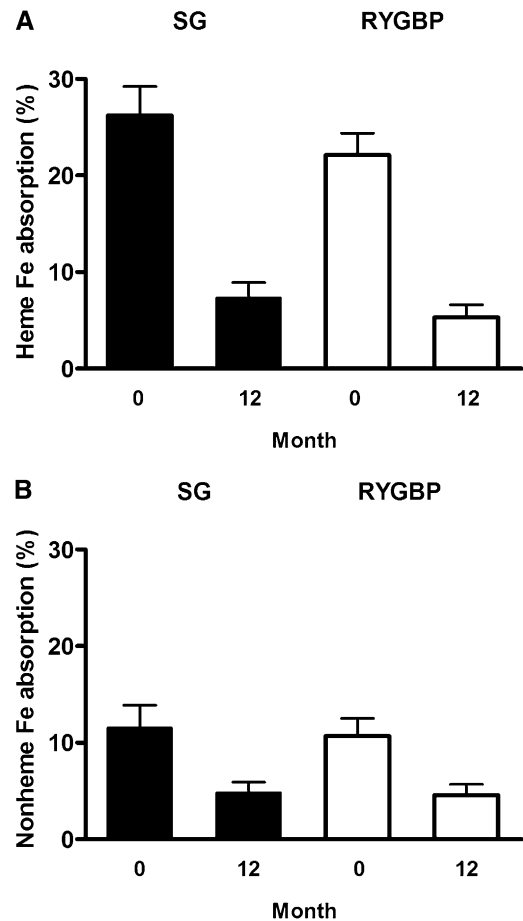 A
SG RYGBP
Heme Fe absorption (%)
30
20
10
0
0 12 0 12
Month
B
SG RYGBP
Nonheme Fe absorption (%)
30
20
10
0
0 12 0 12
Month